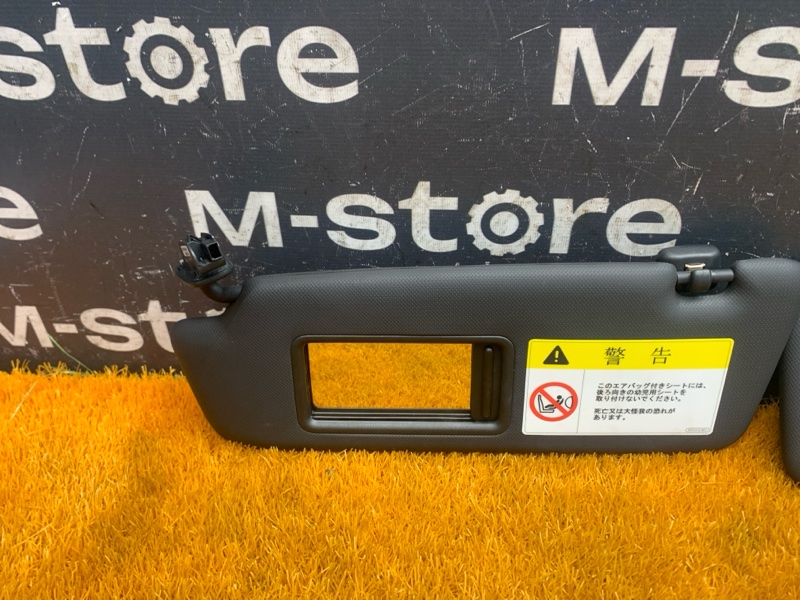 store
M-sto
M-store
M-store
警告
このエアバッグ付きシートには、
後ろ向きの幼児用シートを
取り付けないでください。
死亡又は大怪我の恐れが
あります。